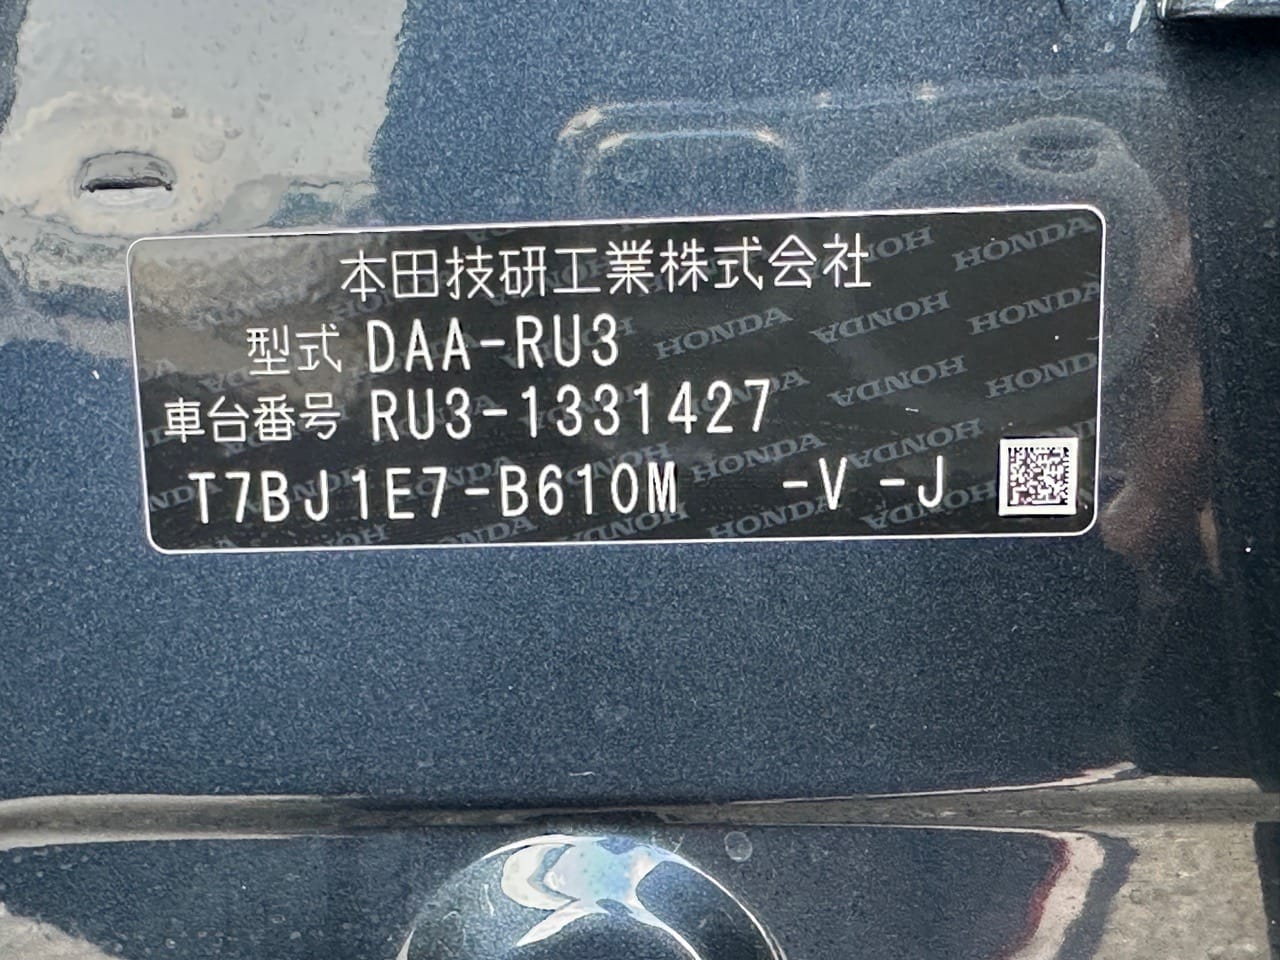 本田技研工業株式会社
型式 DAA-RU3
車台番号 RU3-1331427
T7BJ1E7-B610M -V -J